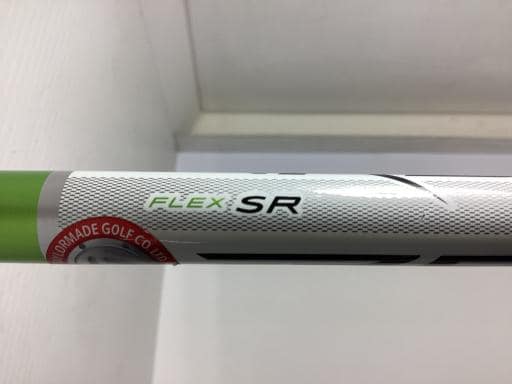 FLEX SR
TAYLORMADE GOLF CO., LTD